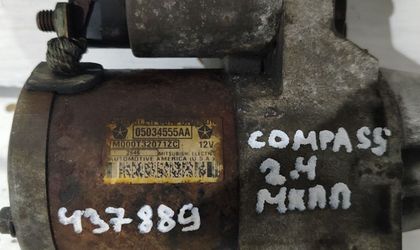 05034555AA
M000T32071ZC 12V
MITSUBISHI ELECTRIC
AUTOMOTIVE AMERICA (U.S.A.)
COMPASS
2.4
МКПП
437889